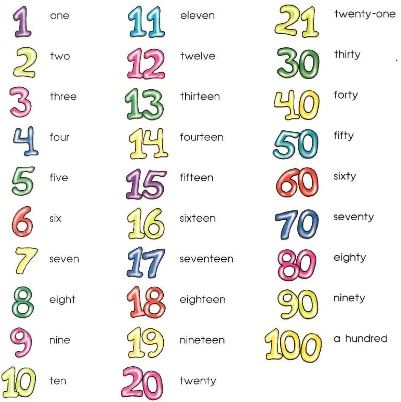 1 one
2 two
3 three
4 four
5 five
6 six
7 seven
8 eight
9 nine
10 ten
11 eleven
12 twelve
13 thirteen
14 fourteen
15 fifteen
16 sixteen
17 seventeen
18 eighteen
19 nineteen
20 twenty
21 twenty-one
30 thirty
40 forty
50 fifty
60 sixty
70 seventy
80 eighty
90 ninety
100 a hundred